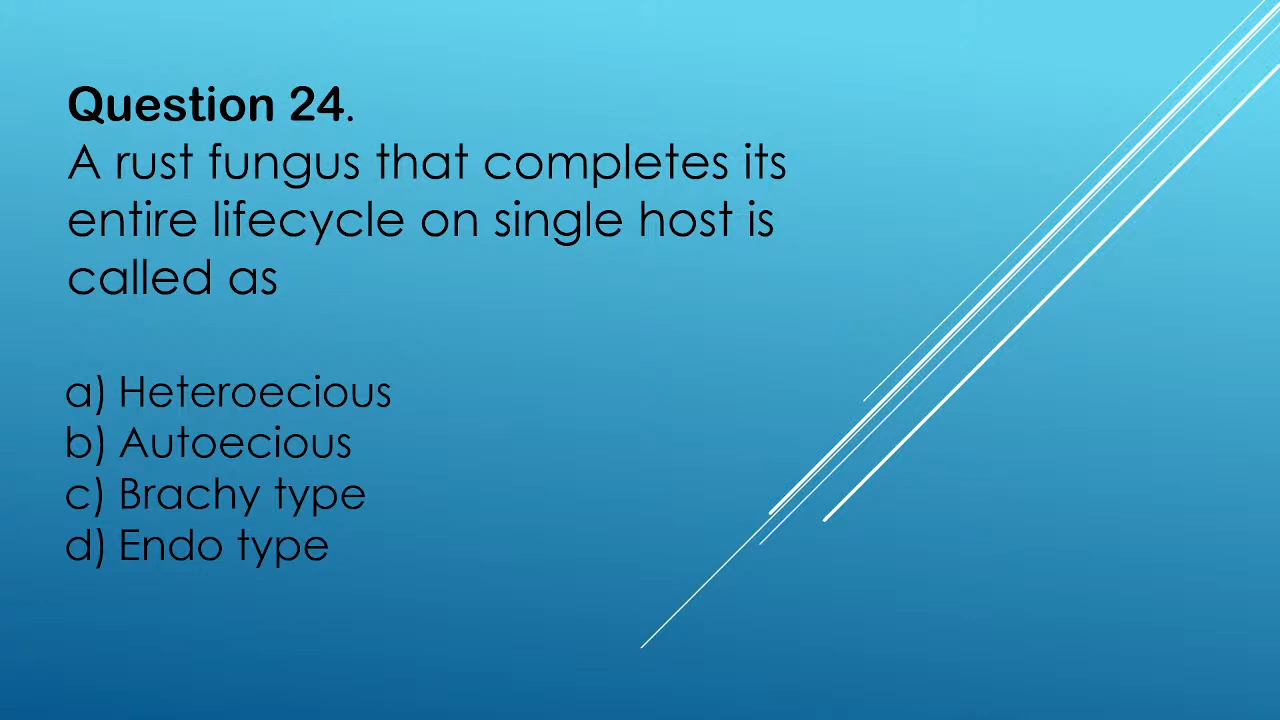 Question 24.
A rust fungus that completes its
entire lifecycle on single host is
called as
a) Heteroecious
b) Autoecious
c) Brachy type
d) Endo type